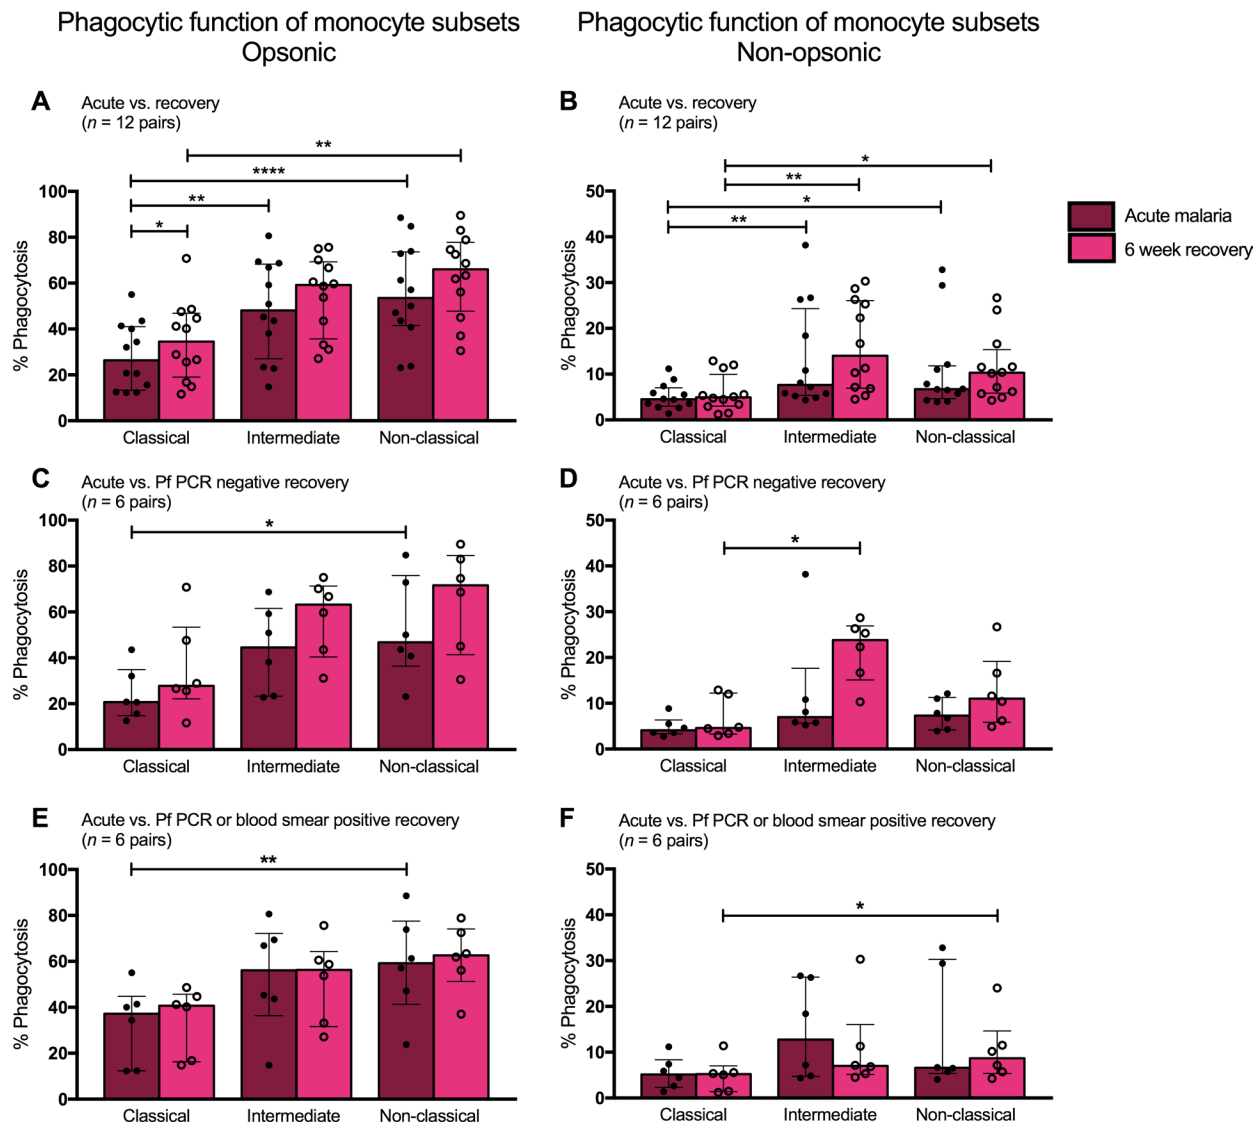 Phagocytic function of monocyte subsets
Opsonic
Phagocytic function of monocyte subsets
Non-opsonic
A
Acute vs. recovery
(n = 12 pairs)
**
****
**
*
100
80
60
40
20
0
% Phagocytosis
Classical Intermediate Non-classical
B
Acute vs. recovery
(n = 12 pairs)
*
**
*
**
50
40
30
20
10
0
% Phagocytosis
Classical Intermediate Non-classical
Acute malaria
6 week recovery
C
Acute vs. Pf PCR negative recovery
(n = 6 pairs)
*
100
80
60
40
20
0
% Phagocytosis
Classical Intermediate Non-classical
D
Acute vs. Pf PCR negative recovery
(n = 6 pairs)
*
50
40
30
20
10
0
% Phagocytosis
Classical Intermediate Non-classical
E
Acute vs. Pf PCR or blood smear positive recovery
(n = 6 pairs)
**
100
80
60
40
20
0
% Phagocytosis
Classical Intermediate Non-classical
F
Acute vs. Pf PCR or blood smear positive recovery
(n = 6 pairs)
*
50
40
30
20
10
0
% Phagocytosis
Classical Intermediate Non-classical